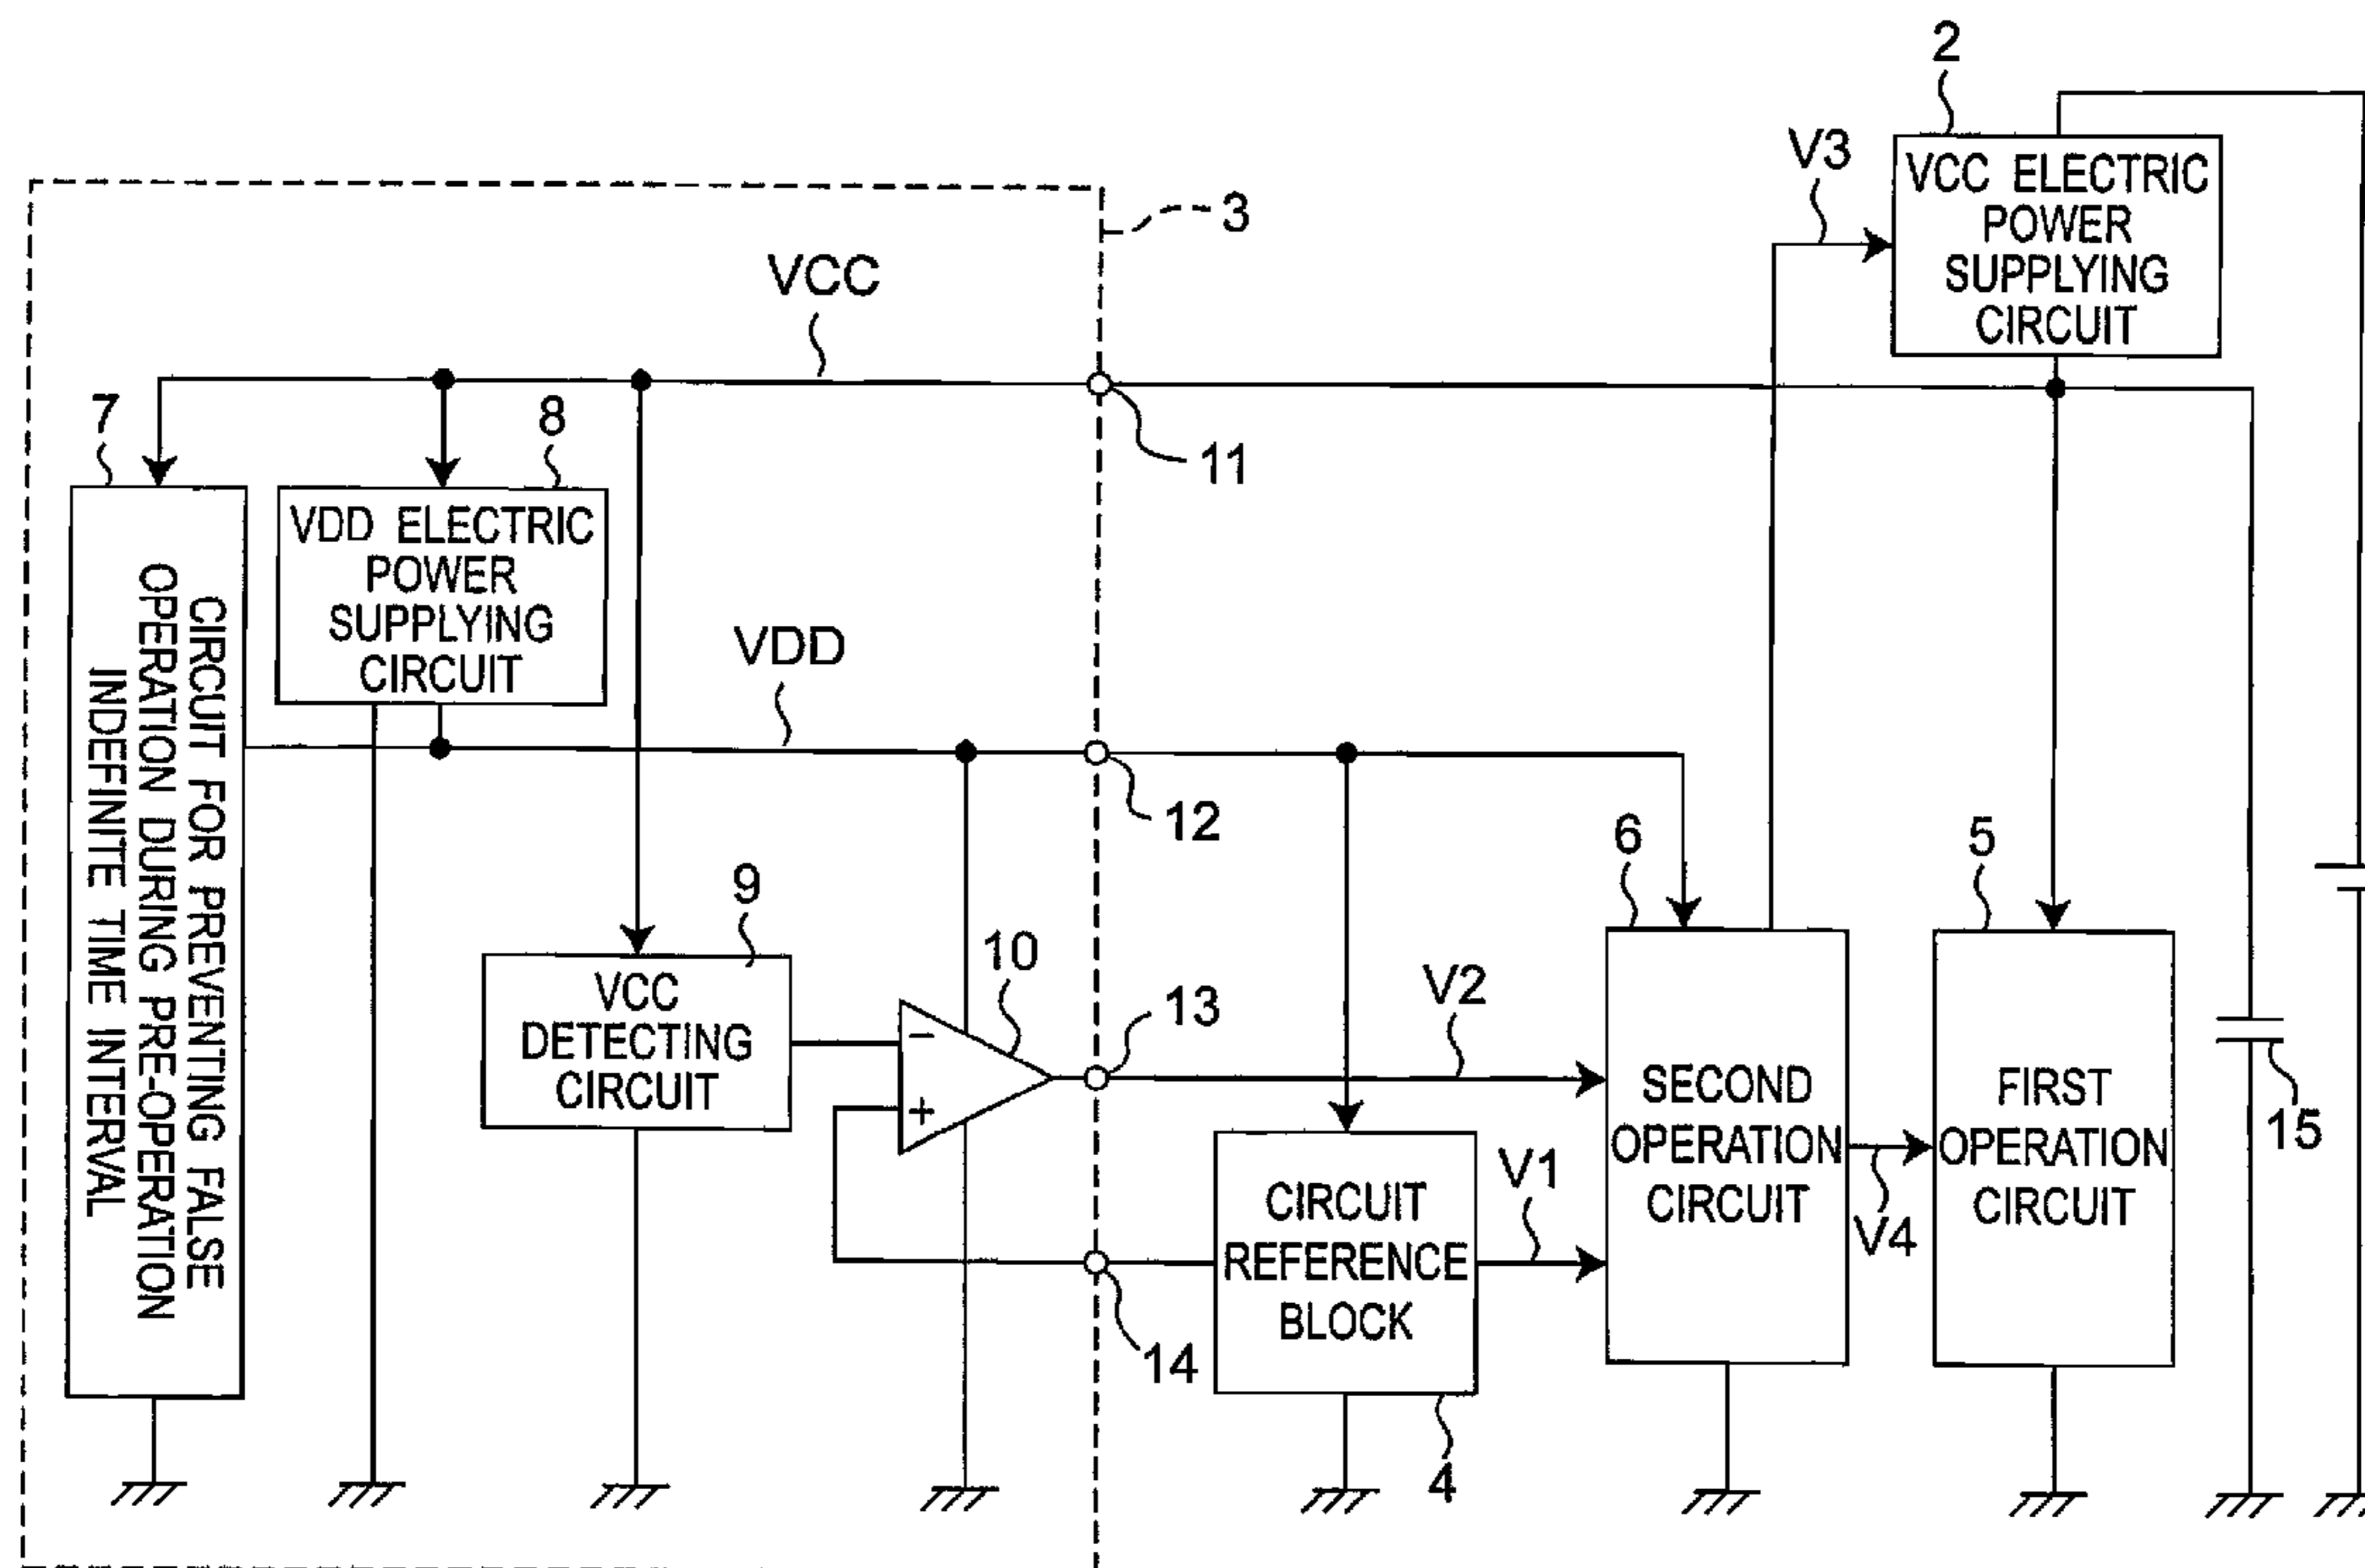 2
V3
VCC ELECTRIC
POWER
SUPPLYING
CIRCUIT
3
VCC
11
7
8
VDD ELECTRIC
POWER
SUPPLYING
CIRCUIT
CIRCUIT FOR PREVENTING FALSE
OPERATION DURING PRE-OPERATION
INDEFINITE TIME INTERVAL
VDD
12
6
5
9
VCC
DETECTING
CIRCUIT
10
−
+
13
V2
SECOND
OPERATION
CIRCUIT
FIRST
OPERATION
CIRCUIT
15
V1
V4
CIRCUIT
REFERENCE
BLOCK
14
4